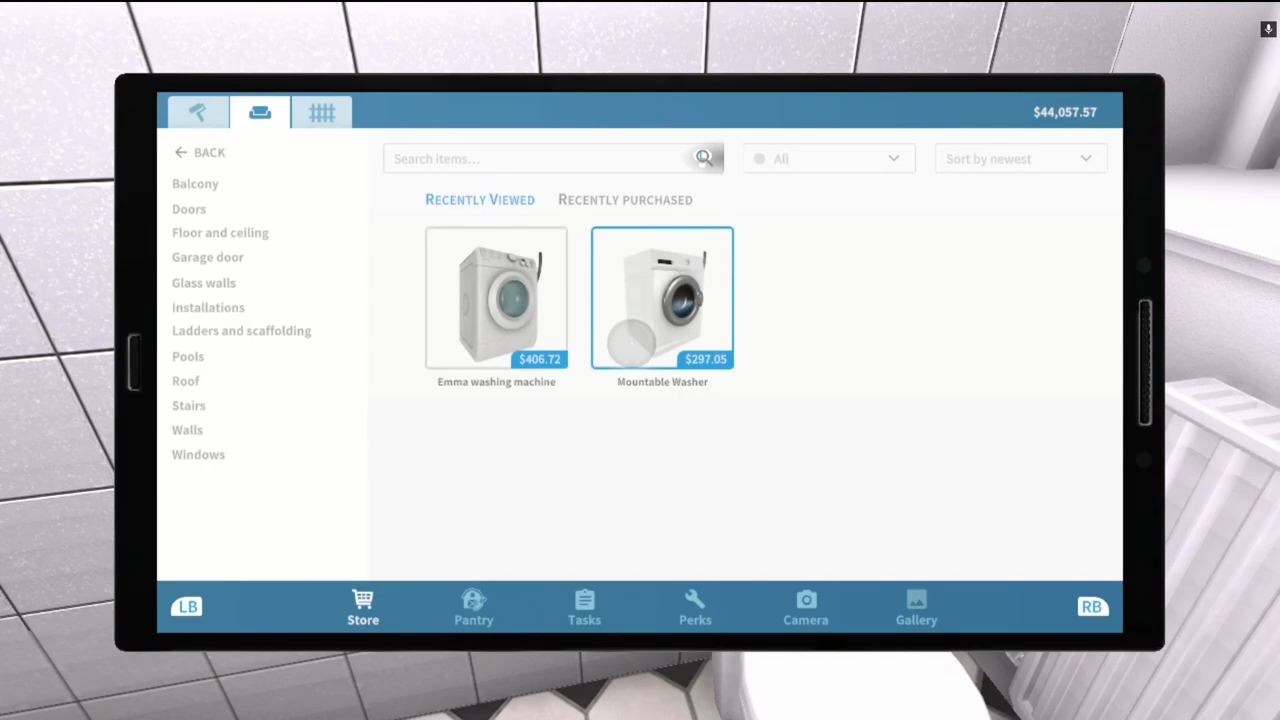 $44,057.57
BACK
Search items...
All
Sort by newest
Balcony
Doors
Floor and ceiling
Garage door
Glass walls
Installations
Ladders and scaffolding
Pools
Roof
Stairs
Walls
Windows
RECENTLY VIEWED
RECENTLY PURCHASED
$406.72
$297.05
Emma washing machine
Mountable Washer
LB
Store
Pantry
Tasks
Perks
Camera
Gallery
RB